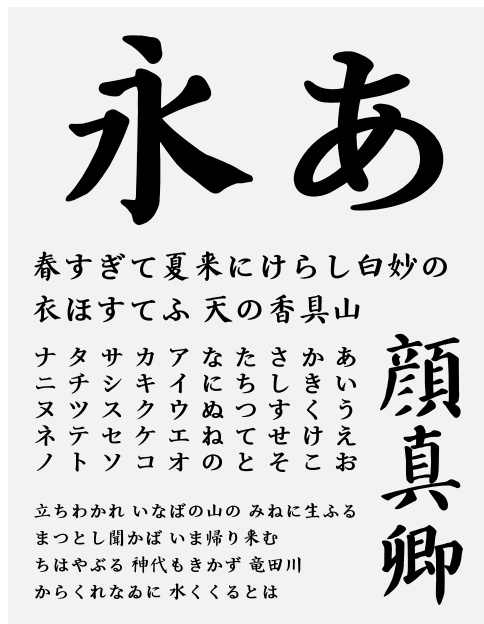 永あ
春すぎて夏来にけらし白妙の
衣ほすてふ 天の香具山
ナタサカアなたさかあ
ニチシキイにちしきい
ヌツスクウぬつすくう
ネテセケエねてせけえ
ノトソコオのとそこお
顔真卿
立ちわかれ いなばの山の みねに生ふる
まつとし聞かば いま帰り来む
ちはやぶる 神代もきかず 竜田川
からくれなゐに 水くくるとは